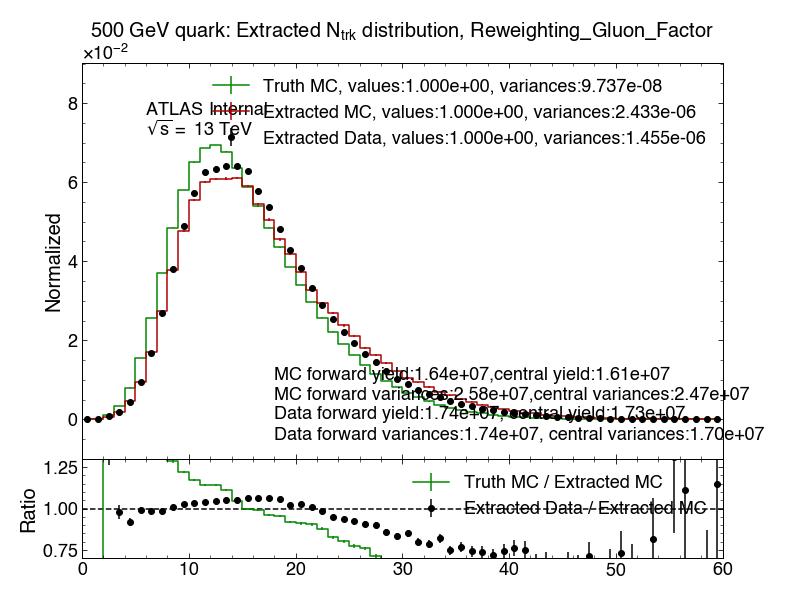 500 GeV quark: Extracted N_trk distribution, Reweighting_Gluon_Factor
×10⁻²
Truth MC, values:1.000e+00, variances:9.737e-08
ATLAS Internal
Extracted MC, values:1.000e+00, variances:2.433e-06
√s = 13 TeV
Extracted Data, values:1.000e+00, variances:1.455e-06
8
6
4
2
0
Normalized
MC forward yield:1.64e+07,central yield:1.61e+07
MC forward variances:2.58e+07,central variances:2.47e+07
Data forward yield:1.74e+07, central yield:1.73e+07
Data forward variances:1.74e+07, central variances:1.70e+07
1.25
1.00
0.75
Ratio
Truth MC / Extracted MC
Extracted Data / Extracted MC
0 10 20 30 40 50 60